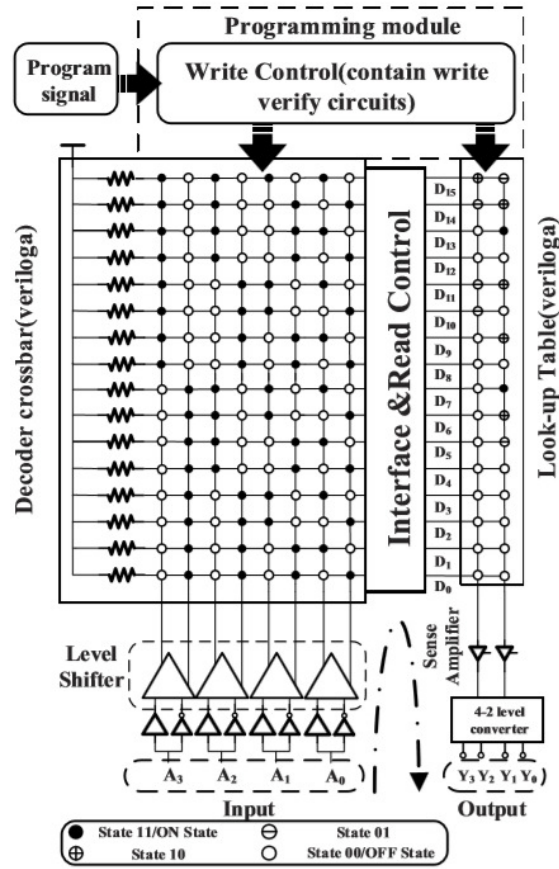 Programming module
Program
signal
Write Control(contain write
verify circuits)
Decoder crossbar(veriloga)
Interface &Read Control
D15
D14
D13
D12
D11
D10
D9
D8
D7
D6
D5
D4
D3
D2
D1
D0
Look-up Table(veriloga)
Level
Shifter
Sense
Amplifier
4-2 level
converter
A3 A2 A1 A0
Y3 Y2 Y1 Y0
Input
Output
State 11/ON State
State 01
State 10
State 00/OFF State